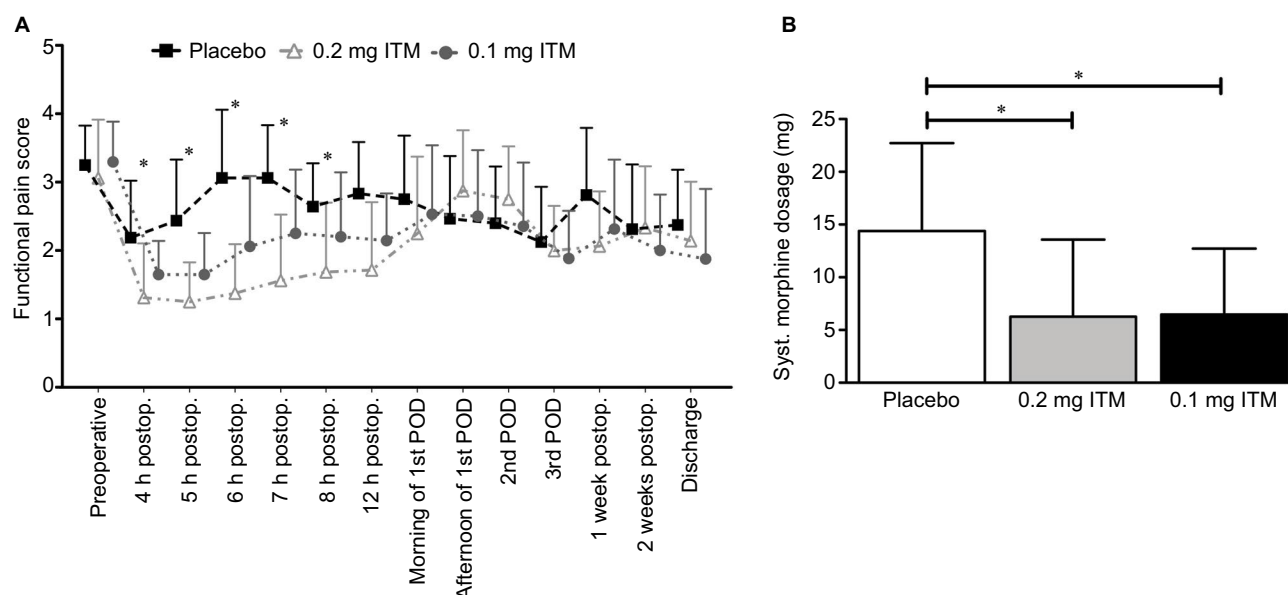 A
Placebo 0.2 mg ITM 0.1 mg ITM
Functional pain score
5
4
3
2
1
0
* * * * *
Preoperative
4 h postop.
5 h postop.
6 h postop.
7 h postop.
8 h postop.
12 h postop.
Morning of 1st POD
Afternoon of 1st POD
2nd POD
3rd POD
1 week postop.
2 weeks postop.
Discharge
B
*
*
Syst. morphine dosage (mg)
25
20
15
10
5
0
Placebo 0.2 mg ITM 0.1 mg ITM